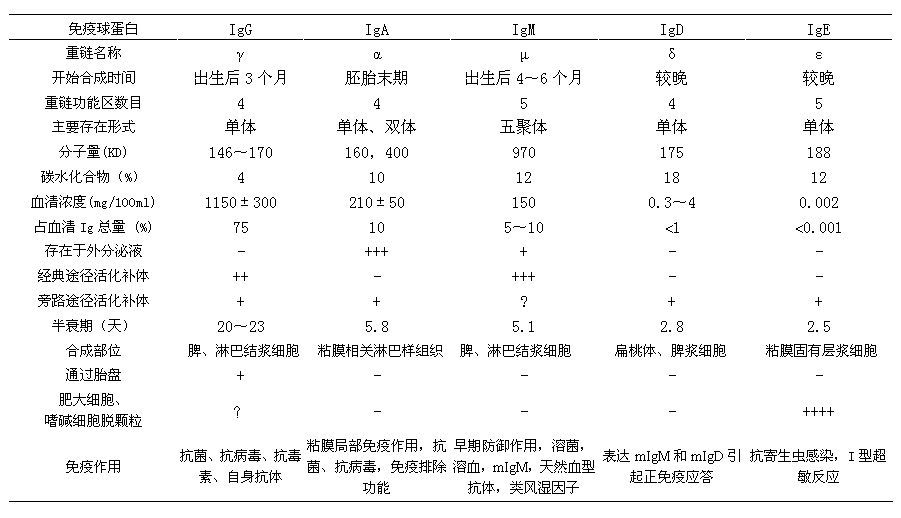 免疫球蛋白 IgG IgA IgM IgD IgE
重链名称 γ α μ δ ε
开始合成时间 出生后3个月 胚胎末期 出生后4～6个月 较晚 较晚
重链功能区数目 4 4 5 4 5
主要存在形式 单体 单体、双体 五聚体 单体 单体
分子量(KD) 146～170 160，400 970 175 188
碳水化合物（%） 4 10 12 18 12
血清浓度(mg/100ml) 1150±300 210±50 150 0.3～4 0.002
占血清Ig总量（%） 75 10 5～10 <1 <0.001
存在于外分泌液 － +++ + － －
经典途径活化补体 ++ － +++ － －
旁路途径活化补体 + + ? + +
半衰期（天） 20～23 5.8 5.1 2.8 2.5
合成部位 脾、淋巴结浆细胞 粘膜相关淋巴样组织 脾、淋巴结浆细胞 扁桃体、脾浆细胞 粘膜固有层浆细胞
通过胎盘 + － － － －
肥大细胞、
嗜碱细胞脱颗粒 ? － － － ++++
免疫作用
抗菌、抗病毒、抗毒
素、自身抗体
粘膜局部免疫作用，抗
菌、抗病毒，免疫排除
功能
早期防御作用，溶菌，
溶血，mIgM，天然血型
抗体，类风湿因子
表达mIgM和mIgD引
起正免疫应答
抗寄生虫感染，I型超
敏反应